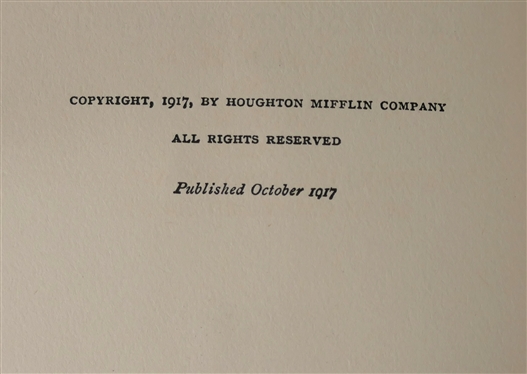 COPYRIGHT, 1917, BY HOUGHTON MIFFLIN COMPANY
ALL RIGHTS RESERVED
Published October 1917